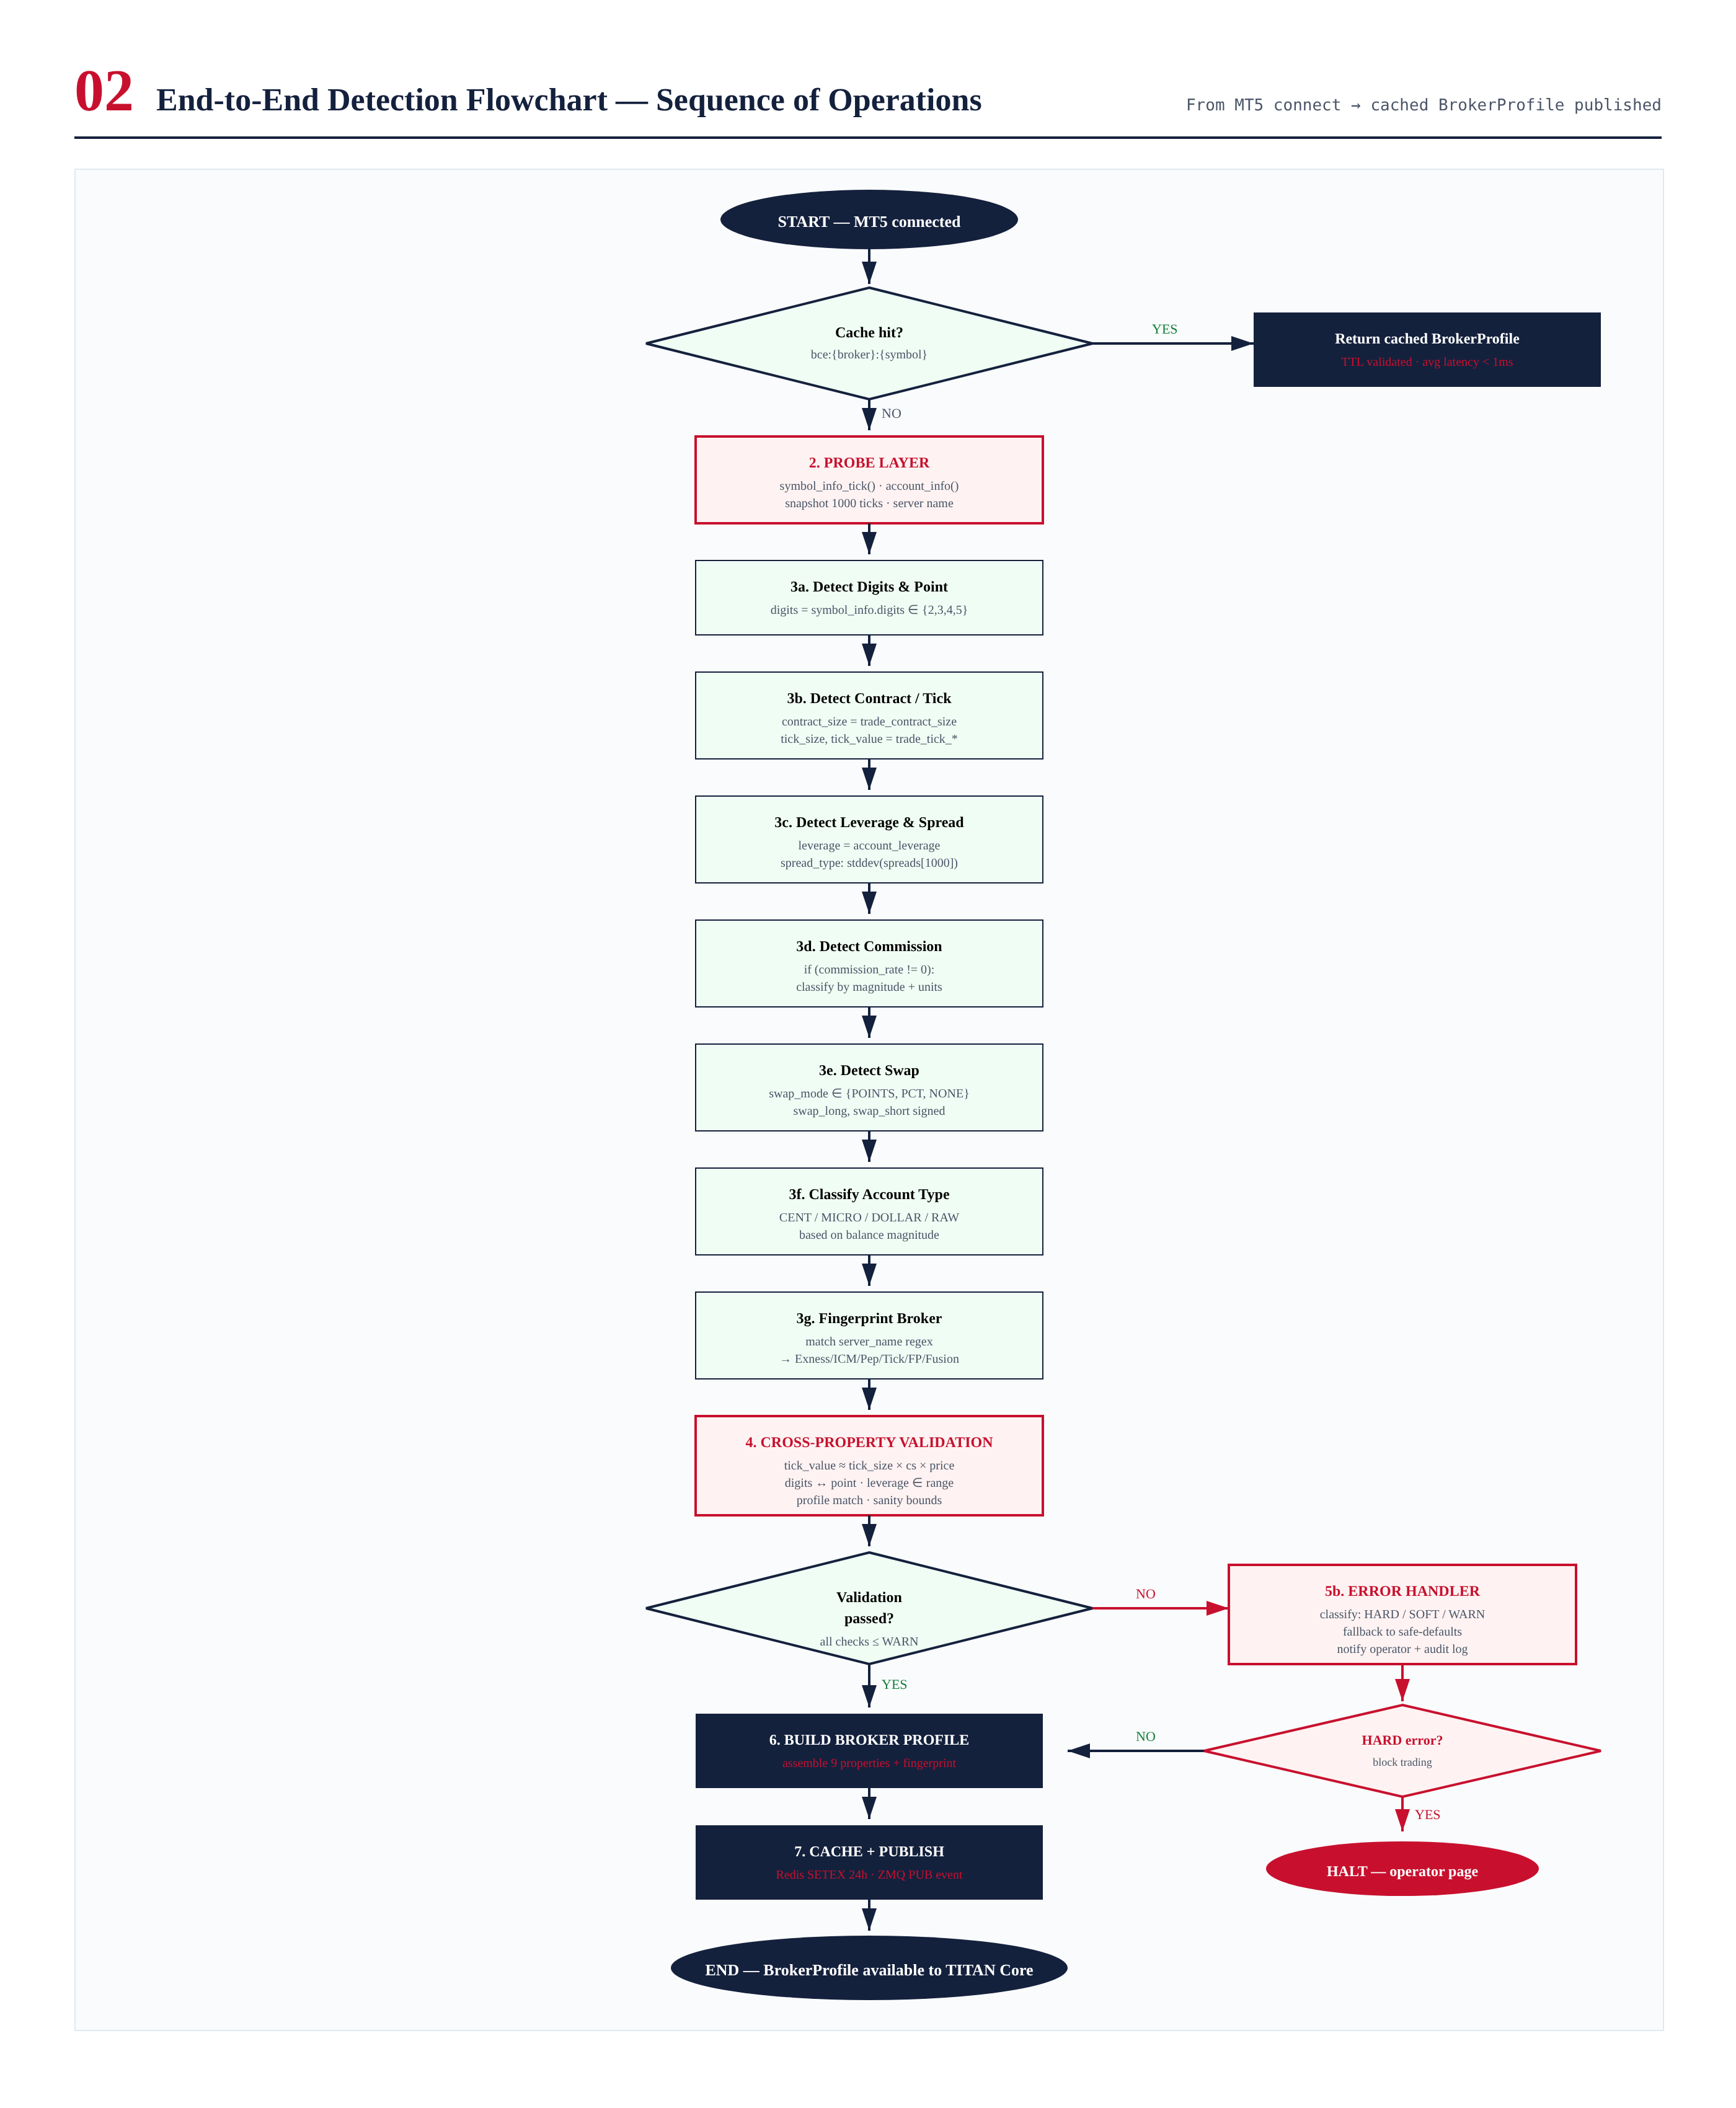 02 End-to-End Detection Flowchart — Sequence of Operations
From MT5 connect → cached BrokerProfile published
START — MT5 connected
Cache hit?
bce:{broker}:{symbol}
YES
Return cached BrokerProfile
TTL validated · avg latency < 1ms
NO
2. PROBE LAYER
symbol_info_tick() · account_info()
snapshot 1000 ticks · server name
3a. Detect Digits & Point
digits = symbol_info.digits ∈ {2,3,4,5}
3b. Detect Contract / Tick
contract_size = trade_contract_size
tick_size, tick_value = trade_tick_*
3c. Detect Leverage & Spread
leverage = account_leverage
spread_type: stddev(spreads[1000])
3d. Detect Commission
if (commission_rate != 0):
classify by magnitude + units
3e. Detect Swap
swap_mode ∈ {POINTS, PCT, NONE}
swap_long, swap_short signed
3f. Classify Account Type
CENT / MICRO / DOLLAR / RAW
based on balance magnitude
3g. Fingerprint Broker
match server_name regex
→ Exness/ICM/Pep/Tick/FP/Fusion
4. CROSS-PROPERTY VALIDATION
tick_value ≈ tick_size × cs × price
digits ↔ point · leverage ∈ range
profile match · sanity bounds
Validation
passed?
all checks ≤ WARN
NO
5b. ERROR HANDLER
classify: HARD / SOFT / WARN
fallback to safe-defaults
notify operator + audit log
YES
6. BUILD BROKER PROFILE
assemble 9 properties + fingerprint
NO
HARD error?
block trading
YES
7. CACHE + PUBLISH
Redis SETEX 24h · ZMQ PUB event
HALT — operator page
END — BrokerProfile available to TITAN Core